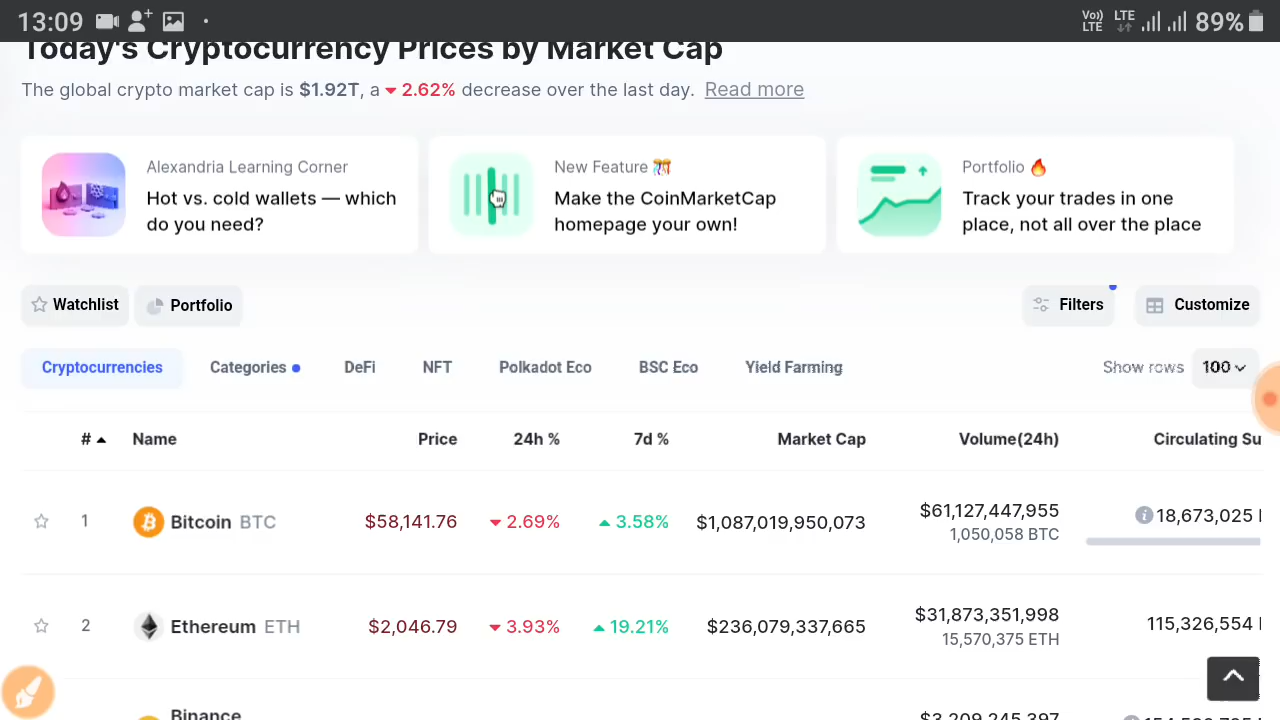 13:09 Vo) LTE LTE 89%
Today's Cryptocurrency Prices by Market Cap
The global crypto market cap is $1.92T, a 2.62% decrease over the last day. Read more
Alexandria Learning Corner
Hot vs. cold wallets — which
do you need?
New Feature 🎊
Make the CoinMarketCap
homepage your own!
Portfolio 🔥
Track your trades in one
place, not all over the place
Watchlist Portfolio Filters Customize
Cryptocurrencies Categories DeFi NFT Polkadot Eco BSC Eco Yield Farming Show rows 100
# Name Price 24h % 7d % Market Cap Volume(24h) Circulating Su
1 Bitcoin BTC $58,141.76 2.69% 3.58% $1,087,019,950,073 $61,127,447,955 18,673,025
1,050,058 BTC
2 Ethereum ETH $2,046.79 3.93% 19.21% $236,079,337,665 $31,873,351,998 115,326,554
15,570,375 ETH
Binance $3,209,245,397